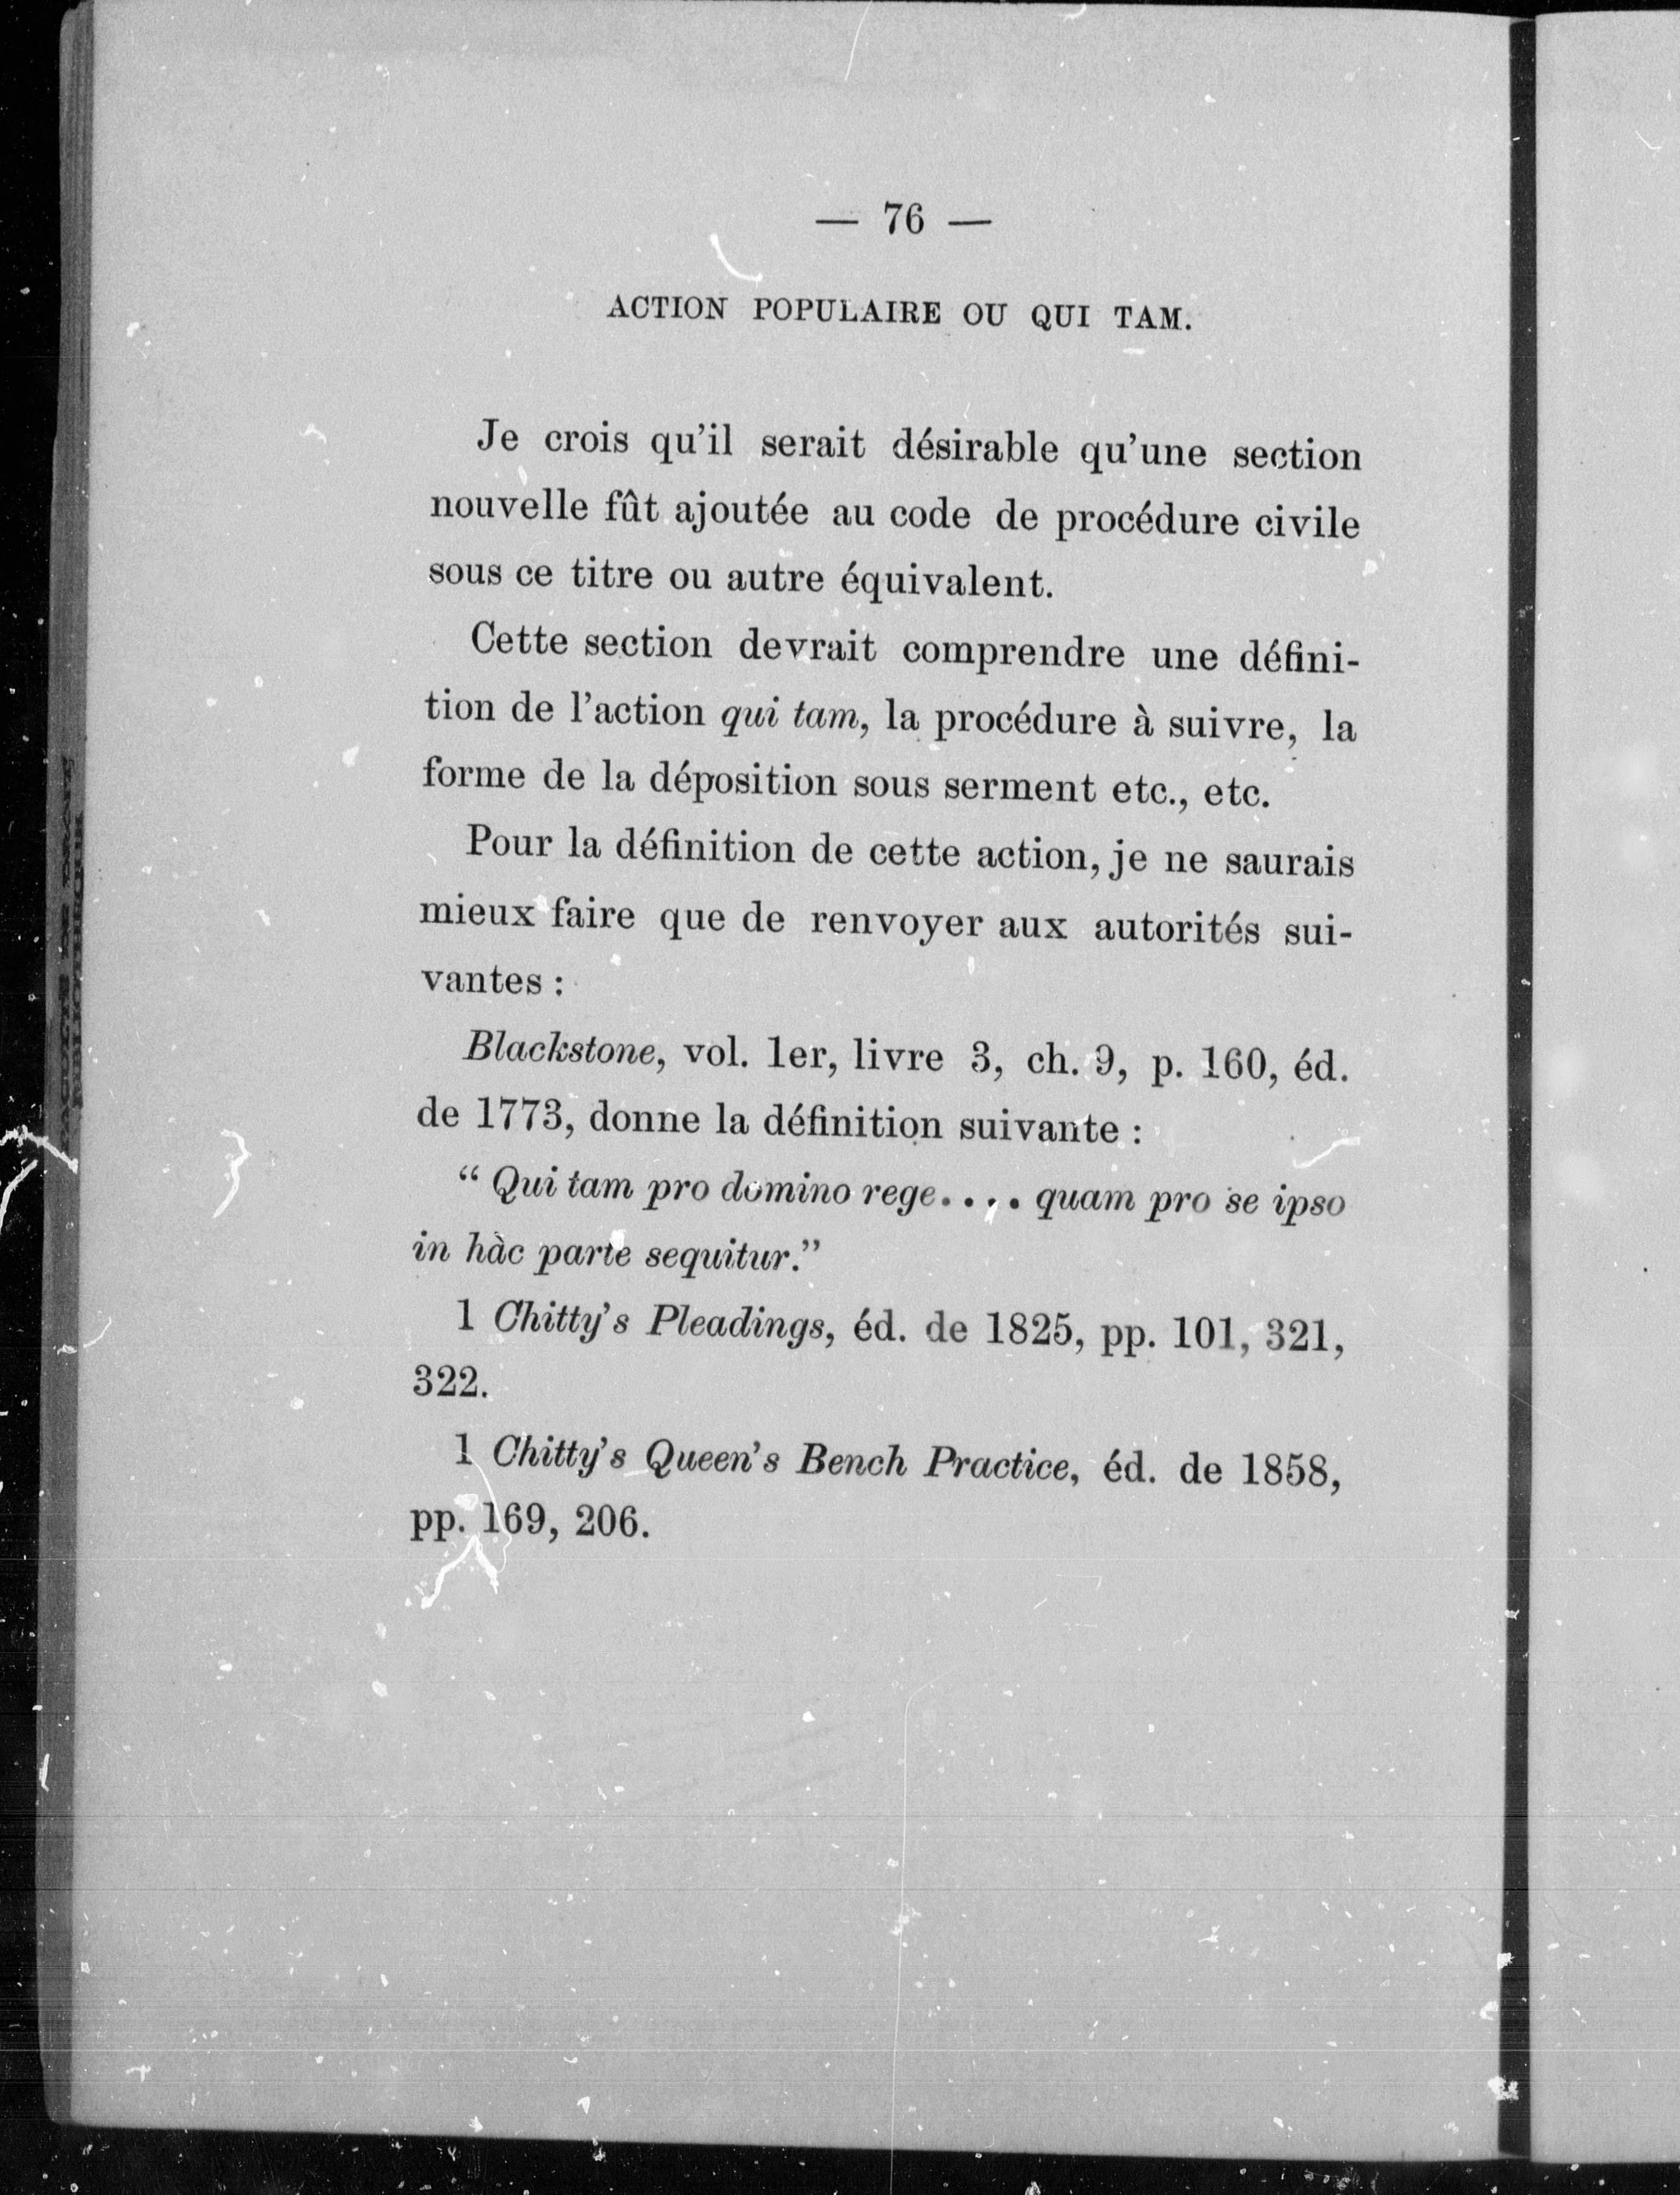 — 76 —
ACTION POPULAIRE OU QUI TAM.
Je crois qu'il serait désirable qu'une section
nouvelle fût ajoutée au code de procédure civile
sous ce titre ou autre équivalent.
Cette section devrait comprendre une défini-
tion de l'action qui tam, la procédure à suivre, la
forme de la déposition sous serment etc., etc.
Pour la définition de cette action, je ne saurais
mieux faire que de renvoyer aux autorités sui-
vantes :
Blackstone, vol. 1er, livre 3, ch. 9, p. 160, éd.
de 1773, donne la définition suivante :
“ Qui tam pro domino rege.... quam pro se ipso
in hàc parte sequitur.”
1 Chitty's Pleadings, éd. de 1825, pp. 101, 321,
322.
1 Chitty's Queen's Bench Practice, éd. de 1858,
pp. 169, 206.